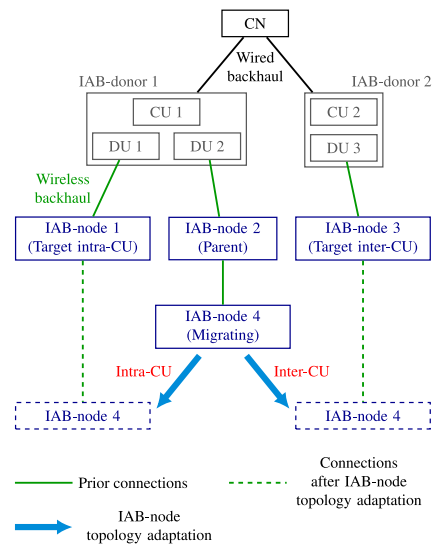 CN
Wired
backhaul
IAB-donor 1
IAB-donor 2
CU 1
CU 2
DU 1
DU 2
DU 3
Wireless
backhaul
IAB-node 1
(Target intra-CU)
IAB-node 2
(Parent)
IAB-node 3
(Target inter-CU)
IAB-node 4
(Migrating)
Intra-CU
Inter-CU
IAB-node 4
IAB-node 4
Prior connections
Connections
after IAB-node
topology adaptation
IAB-node
topology adaptation